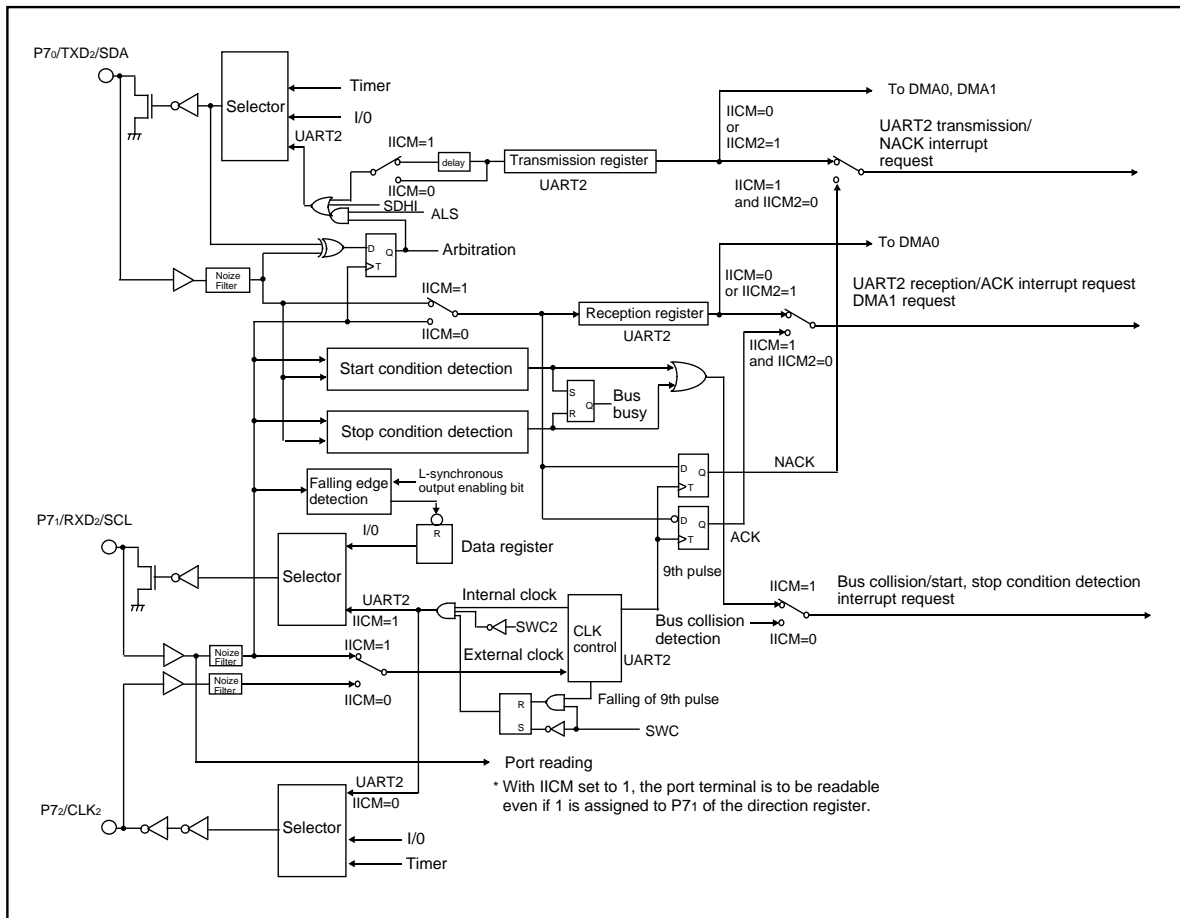 P70/TXD2/SDA
Timer
Selector
I/0
UART2
To DMA0, DMA1
IICM=0
or
IICM2=1
UART2 transmission/
NACK interrupt
request
IICM=1
delay
Transmission register
UART2
IICM=0
SDHI
ALS
IICM=1
and IICM2=0
D
Q
T
Arbitration
To DMA0
Noize
Filter
IICM=1
IICM=0
IICM=0
or IICM2=1
UART2 reception/ACK interrupt request
DMA1 request
Reception register
UART2
IICM=1
and IICM2=0
Start condition detection
S
R
Q
Bus
busy
Stop condition detection
NACK
D
Q
T
Falling edge
detection
L-synchronous
output enabling bit
P71/RXD2/SCL
R
I/0
Data register
D
Q
T
ACK
9th pulse
Selector
UART2
IICM=1
Internal clock
SWC2
CLK
control
UART2
Bus collision
detection
IICM=1
IICM=0
Bus collision/start, stop condition detection
interrupt request
Noize
Filter
IICM=1
External clock
Noize
Filter
IICM=0
R
S
Falling of 9th pulse
SWC
Port reading
* With IICM set to 1, the port terminal is to be readable
even if 1 is assigned to P71 of the direction register.
UART2
IICM=0
P72/CLK2
Selector
I/0
Timer